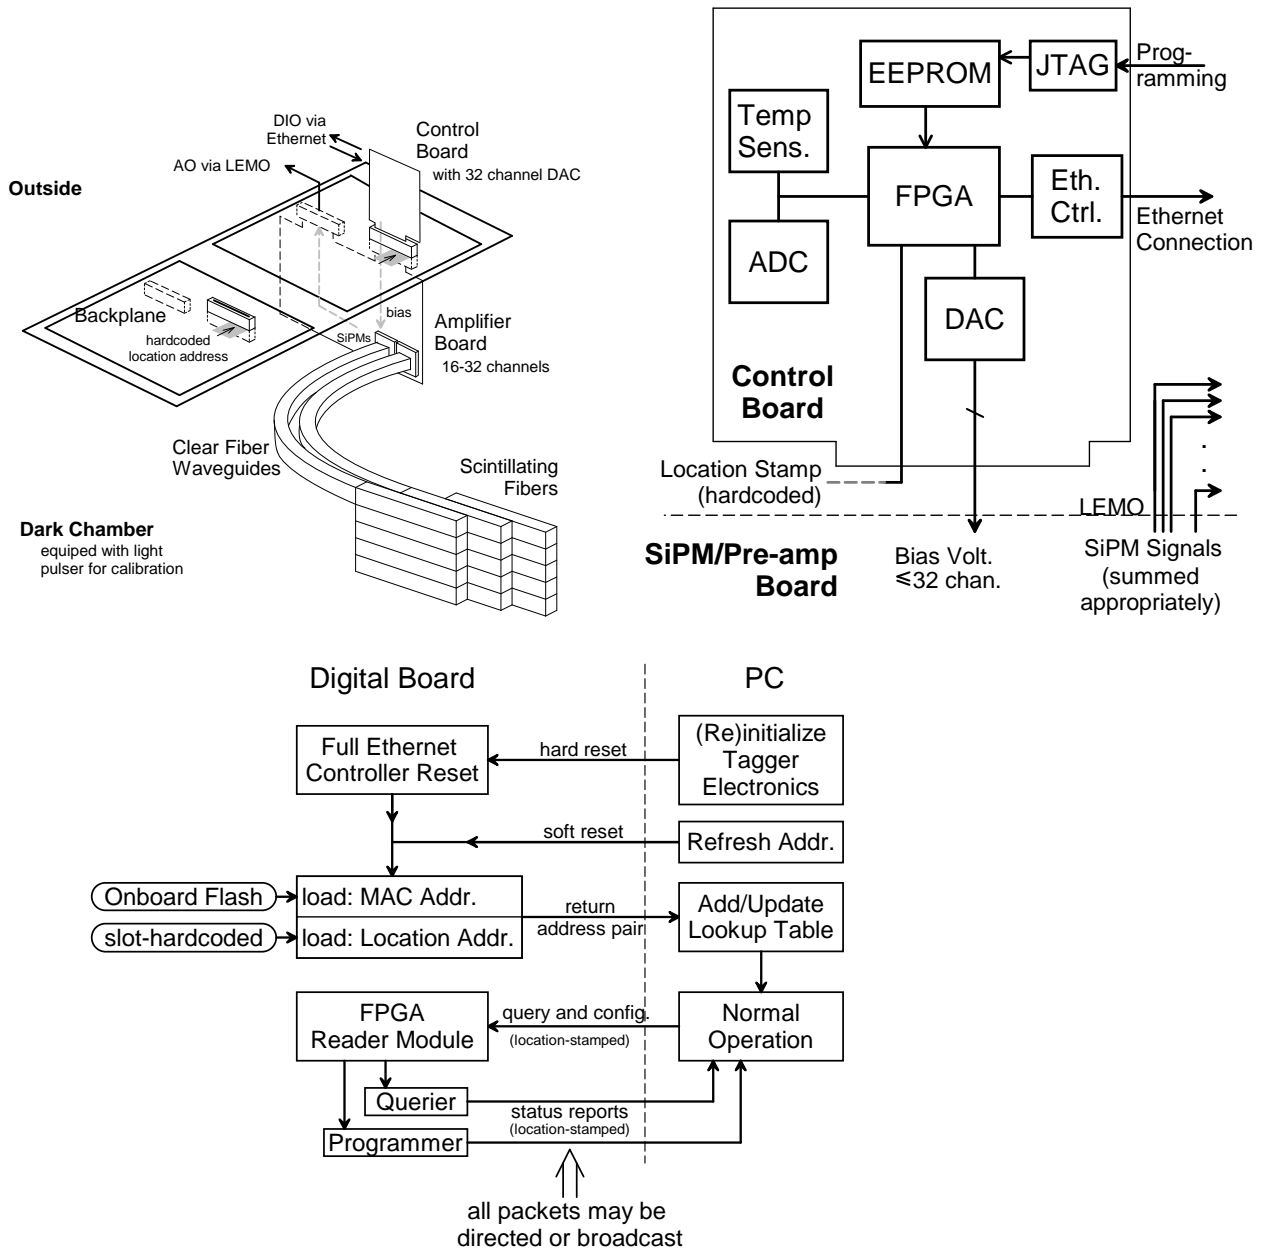 DIO via
Ethernet
Control
Board
with 32 channel DAC
AO via LEMO
Outside
Backplane
hardcoded
location address
bias
SiPMs
Amplifier
Board
16-32 channels
Clear Fiber
Waveguides
Scintillating
Fibers
Dark Chamber
equiped with light
pulser for calibration
EEPROM
JTAG
Prog-
ramming
Temp
Sens.
FPGA
Eth.
Ctrl.
Ethernet
Connection
ADC
DAC
Control
Board
Location Stamp
(hardcoded)
LEMO
SiPM/Pre-amp
Board
Bias Volt.
⩽32 chan.
SiPM Signals
(summed
appropriately)
Digital Board
PC
Full Ethernet
Controller Reset
hard reset
(Re)initialize
Tagger
Electronics
soft reset
Refresh Addr.
Onboard Flash
load: MAC Addr.
slot-hardcoded
load: Location Addr.
return
address pair
Add/Update
Lookup Table
FPGA
Reader Module
query and config.
(location-stamped)
Normal
Operation
Querier
Programmer
status reports
(location-stamped)
all packets may be
directed or broadcast